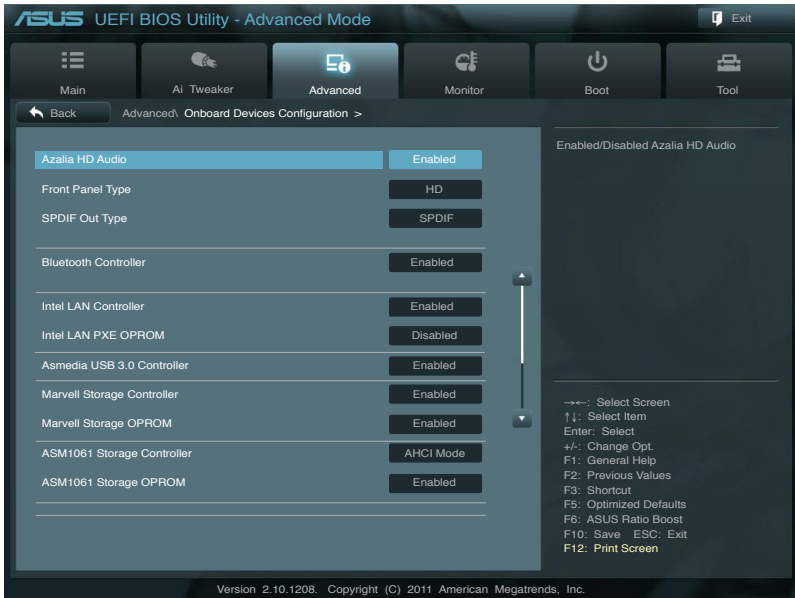 ASUS UEFI BIOS Utility - Advanced Mode
Exit
Main
Ai Tweaker
Advanced
Monitor
Boot
Tool
Back
Advanced\ Onboard Devices Configuration >
Azalia HD Audio Enabled
Front Panel Type HD
SPDIF Out Type SPDIF
Bluetooth Controller Enabled
Intel LAN Controller Enabled
Intel LAN PXE OPROM Disabled
Asmedia USB 3.0 Controller Enabled
Marvell Storage Controller Enabled
Marvell Storage OPROM Enabled
ASM1061 Storage Controller AHCI Mode
ASM1061 Storage OPROM Enabled
Enabled/Disabled Azalia HD Audio
→←: Select Screen
↑↓: Select Item
Enter: Select
+/-: Change Opt.
F1: General Help
F2: Previous Values
F3: Shortcut
F5: Optimized Defaults
F6: ASUS Ratio Boost
F10: Save ESC: Exit
F12: Print Screen
Version 2.10.1208. Copyright (C) 2011 American Megatrends, Inc.